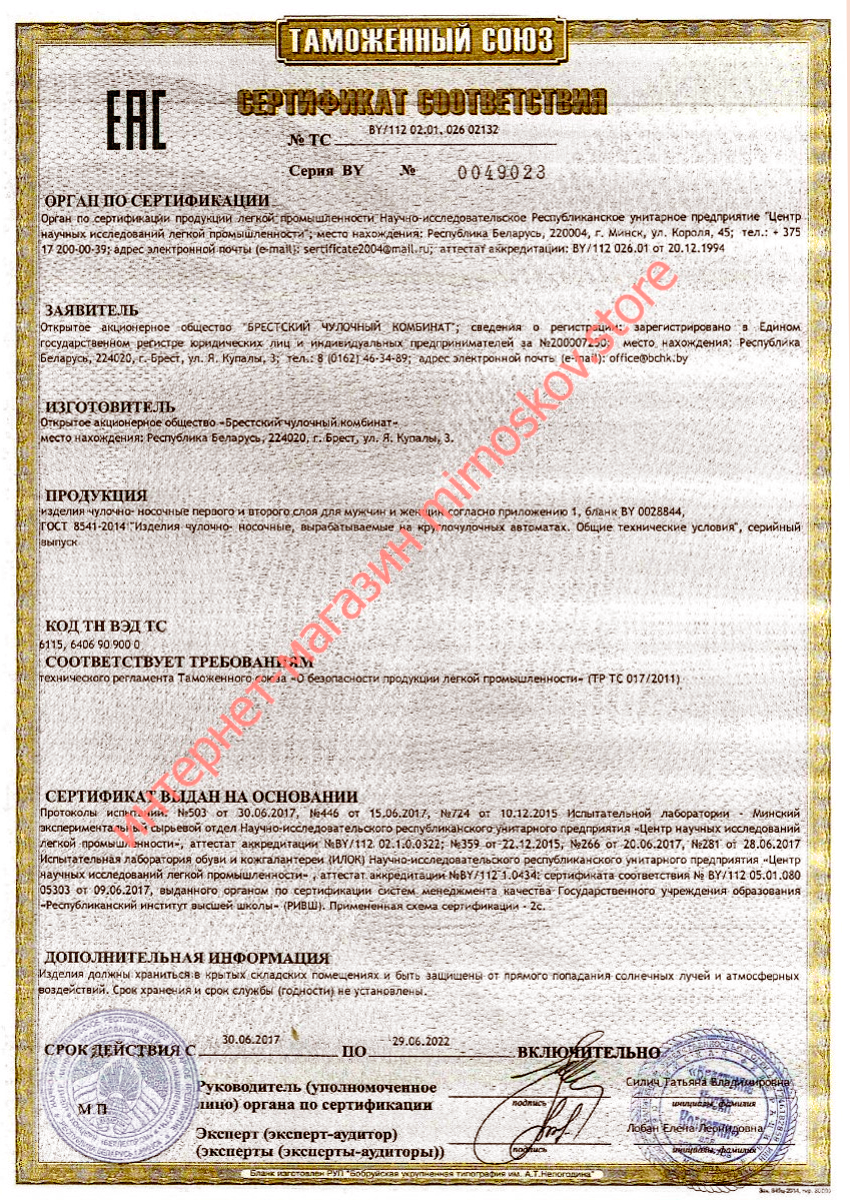 ТАМОЖЕННЫЙ СОЮЗ
ЕАС
СЕРТИФИКАТ СООТВЕТСТВИЯ
№ ТС BY/112 02.01. 026 02132
Серия BY № 0049023
ОРГАН ПО СЕРТИФИКАЦИИ
Орган по сертификации продукции легкой промышленности Научно-исследовательское Республиканское унитарное предприятие "Центр
научных исследований легкой промышленности"; место нахождения: Республика Беларусь, 220004, г. Минск, ул. Короля, 45; тел.: + 375
17 200-00-39; адрес электронной почты (e-mail): sertificate2004@mail.ru; аттестат аккредитации: BY/112 026.01 от 20.12.1994
ЗАЯВИТЕЛЬ
Открытое акционерное общество "БРЕСТСКИЙ ЧУЛОЧНЫЙ КОМБИНАТ"; сведения о регистрации: зарегистрировано в Едином
государственном регистре юридических лиц и индивидуальных предпринимателей за №200007250; место нахождения: Республика
Беларусь, 224020, г. Брест, ул. Я. Купалы, 3; тел.: 8 (0162) 46-34-89; адрес электронной почты (e-mail): office@bchk.by
ИЗГОТОВИТЕЛЬ
Открытое акционерное общество «Брестский чулочный комбинат»
место нахождения: Республика Беларусь, 224020, г. Брест, ул. Я. Купалы, 3.
ПРОДУКЦИЯ
изделия чулочно- носочные первого и второго слоя для мужчин и женщин согласно приложению 1, бланк BY 0028844,
ГОСТ 8541-2014 "Изделия чулочно- носочные, вырабатываемые на круглочулочных автоматах. Общие технические условия", серийный
выпуск
КОД ТН ВЭД ТС
6115, 6406 90 900 0
СООТВЕТСТВУЕТ ТРЕБОВАНИЯМ
технического регламента Таможенного союза «О безопасности продукции легкой промышленности» (ТР ТС 017/2011)
СЕРТИФИКАТ ВЫДАН НА ОСНОВАНИИ
Протоколы испытаний: №503 от 30.06.2017, №446 от 15.06.2017, №724 от 10.12.2015 Испытательной лаборатории - Минский
экспериментальный сырьевой отдел Научно-исследовательского республиканского унитарного предприятия «Центр научных исследований
легкой промышленности», аттестат аккредитации №BY/112 02.1.0.0322; №359 от 22.12.2015, №266 от 20.06.2017, №281 от 28.06.2017
Испытательная лаборатория обуви и кожгалантереи (ИЛОК) Научно-исследовательского республиканского унитарного предприятия «Центр
научных исследований легкой промышленности» , аттестат аккредитации №BY/112 1.0434: сертификата соответствия № BY/112 05.01.080
05303 от 09.06.2017, выданного органом по сертификации систем менеджмента качества Государственного учреждения образования
«Республиканский институт высшей школы» (РИВШ). Примененная схема сертификации - 2с.
ДОПОЛНИТЕЛЬНАЯ ИНФОРМАЦИЯ
Изделия должны храниться в крытых складских помещениях и быть защищены от прямого попадания солнечных лучей и атмосферных
воздействий. Срок хранения и срок службы (годности) не установлены.
СРОК ДЕЙСТВИЯ С 30.06.2017 ПО 29.06.2022 ВКЛЮЧИТЕЛЬНО
М П
Руководитель (уполномоченное
лицо) органа по сертификации
подпись
Силич Татьяна Владимировна
инициалы, фамилия
Эксперт (эксперт-аудитор)
(эксперты (эксперты-аудиторы))
подпись
Лобан Елена Леонидовна
инициалы, фамилия
Бланк изготовлен РУП "Бобруйская укрупненная типография им. А.Т.Непогодина"
интернет-магазин mirnoskov.store